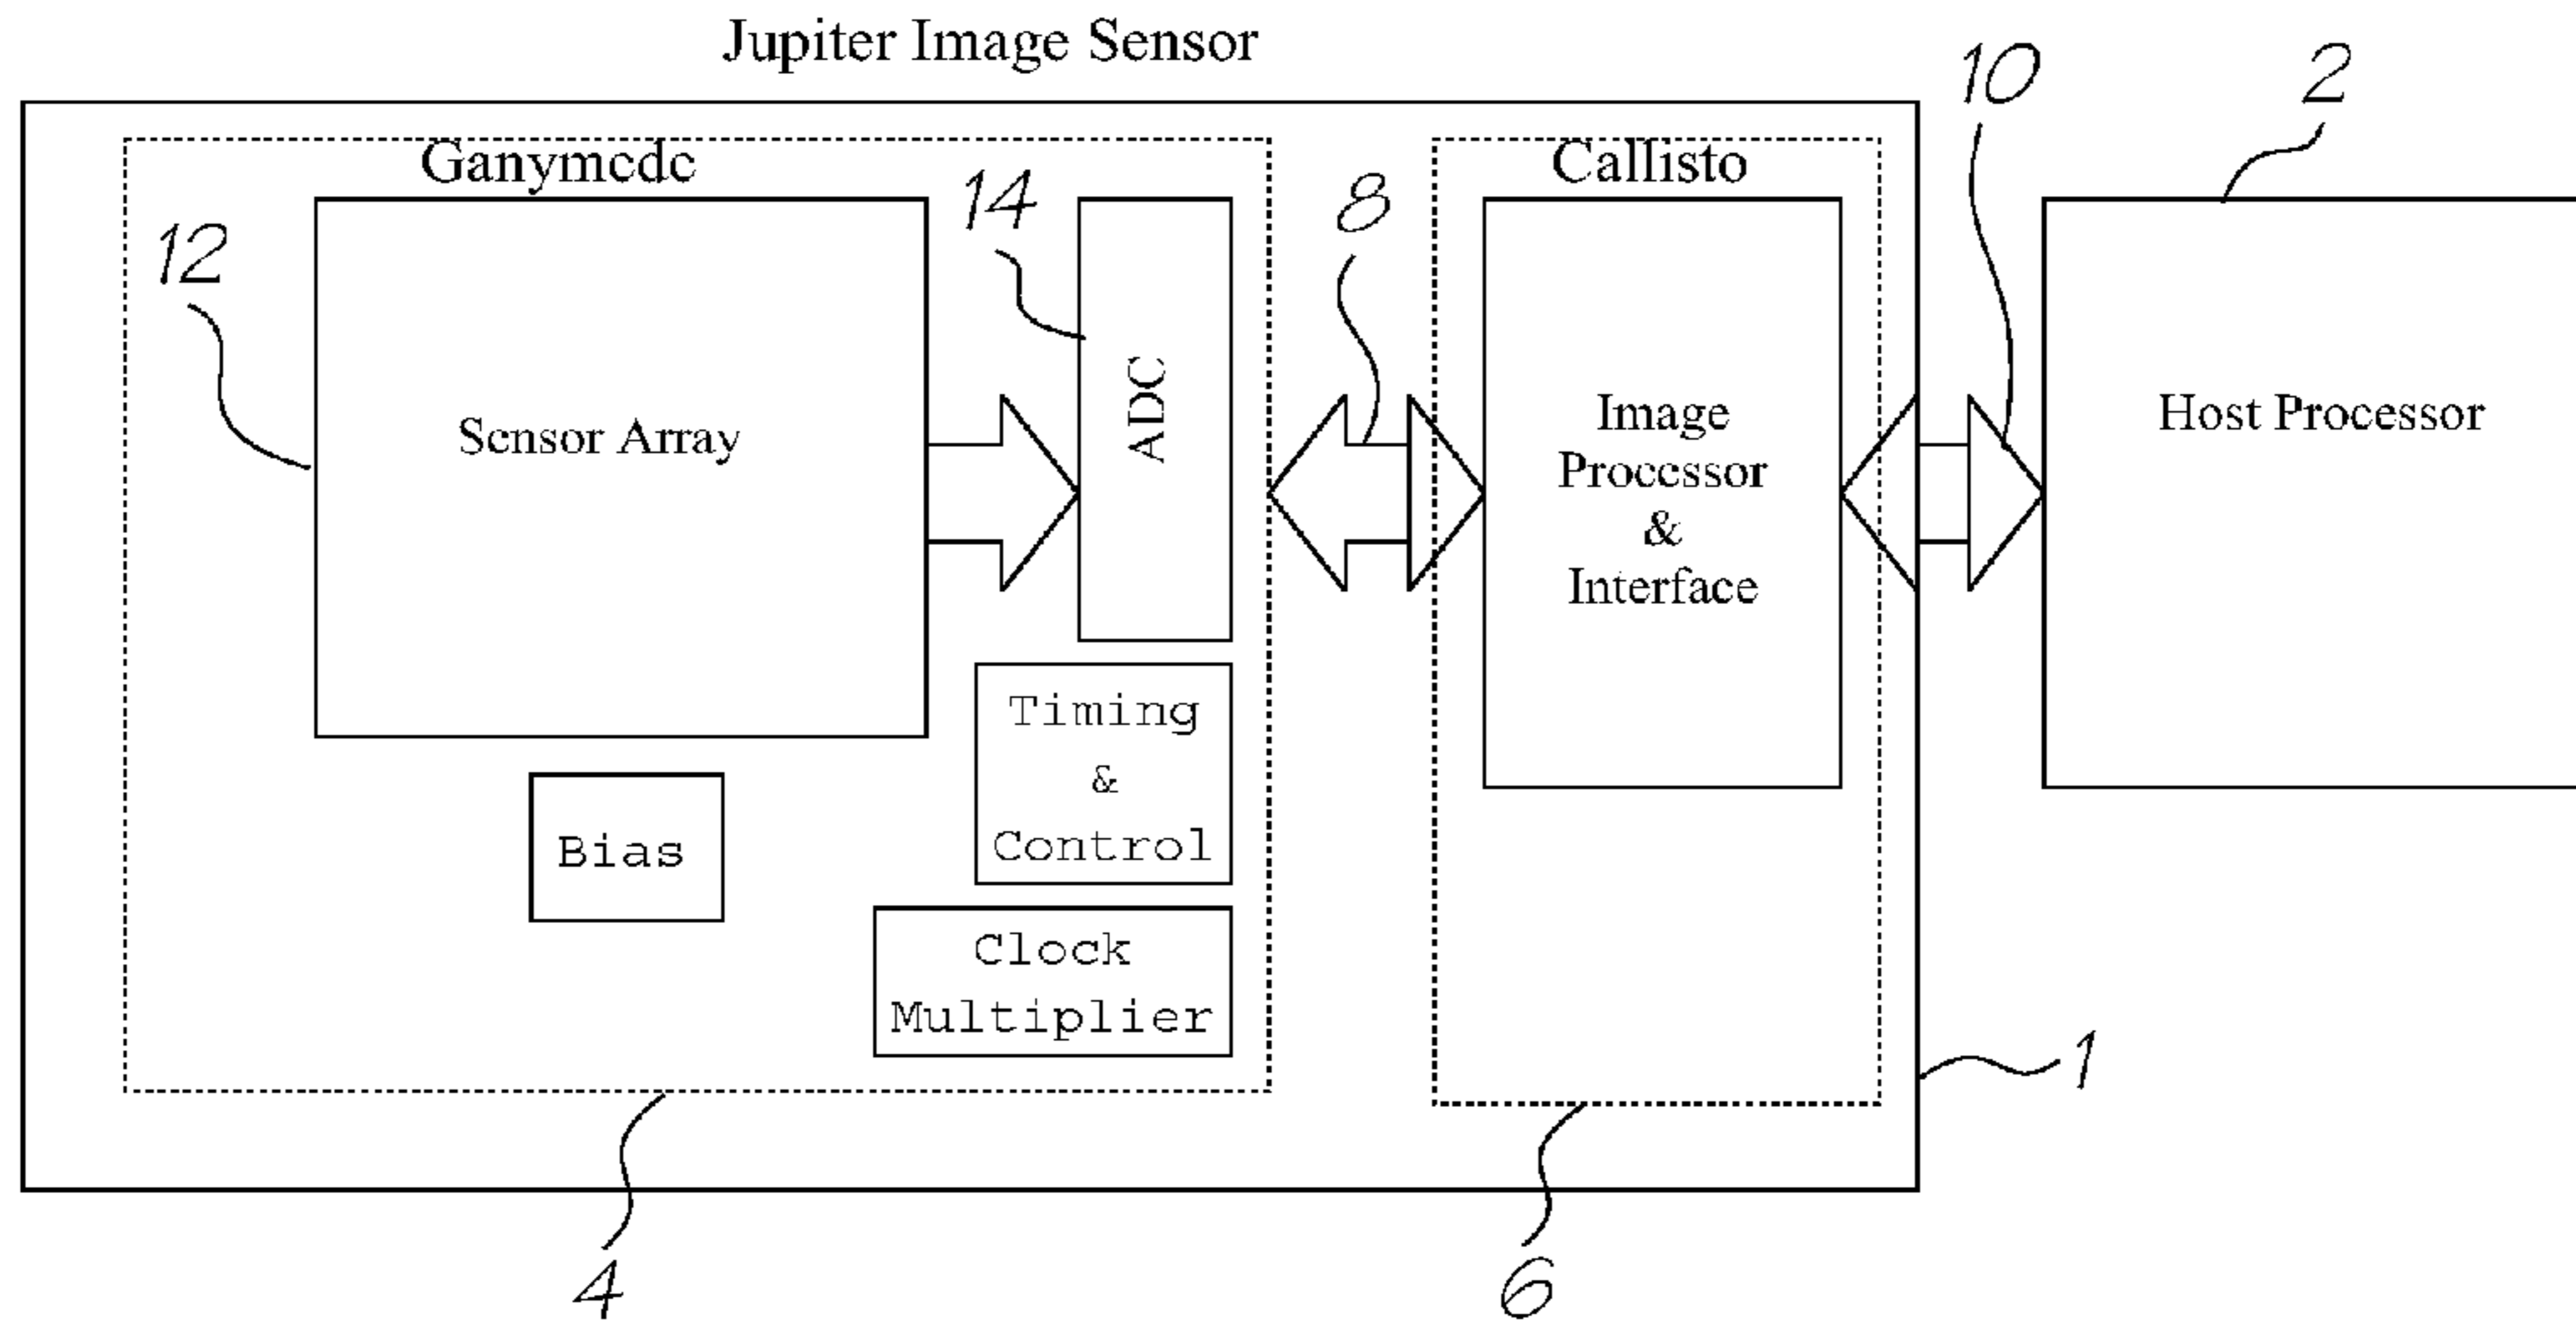 Jupiter Image Sensor
10
2
Ganymede
Callisto
12
14
8
Sensor Array
ADC
Image
Processor
&
Interface
Host Processor
Timing
&
Control
Bias
Clock
Multiplier
1
4
6